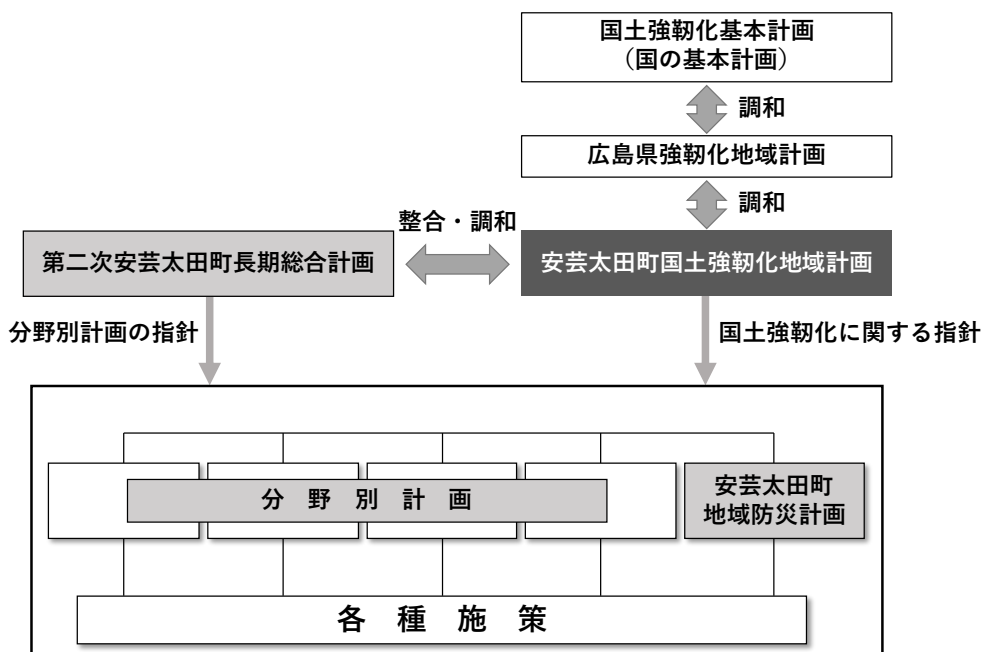 国土強靭化基本計画
（国の基本計画）
調和
広島県強靭化地域計画
調和
整合・調和
第二次安芸太田町長期総合計画
安芸太田町国土強靭化地域計画
分野別計画の指針
国土強靭化に関する指針
分野別計画
安芸太田町
地域防災計画
各種施策